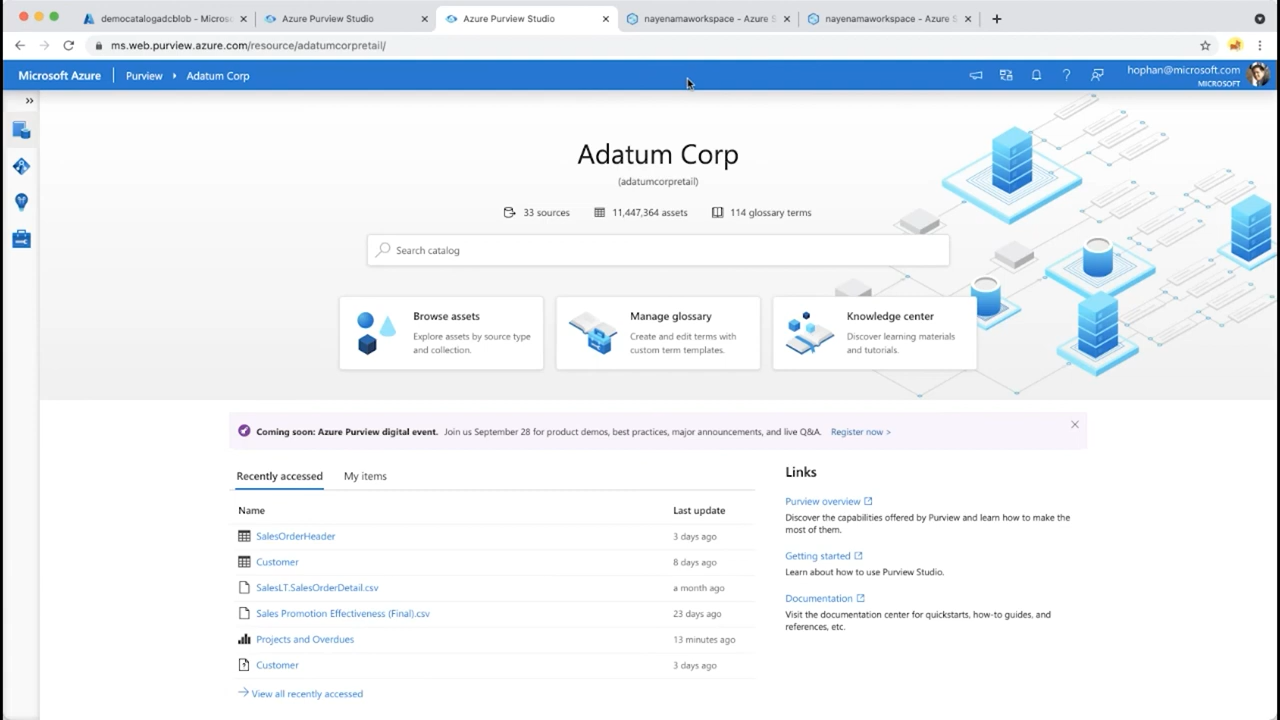 democatalogadcblob - Microso
Azure Purview Studio
Azure Purview Studio
nayenamaworkspace - Azure S
nayenamaworkspace - Azure S
ms.web.purview.azure.com/resource/adatumcorpretail/
Microsoft Azure
Purview
Adatum Corp
hophan@microsoft.com
MICROSOFT
Adatum Corp
(adatumcorpretail)
33 sources
11,447,364 assets
114 glossary terms
Search catalog
Browse assets
Explore assets by source type
and collection.
Manage glossary
Create and edit terms with
custom term templates.
Knowledge center
Discover learning materials
and tutorials.
Coming soon: Azure Purview digital event. Join us September 28 for product demos, best practices, major announcements, and live Q&A. Register now >
Recently accessed
My items
Name
Last update
SalesOrderHeader
3 days ago
Customer
8 days ago
SalesLT.SalesOrderDetail.csv
a month ago
Sales Promotion Effectiveness (Final).csv
23 days ago
Projects and Overdues
13 minutes ago
Customer
3 days ago
View all recently accessed
Links
Purview overview
Discover the capabilities offered by Purview and learn how to make the
most of them.
Getting started
Learn about how to use Purview Studio.
Documentation
Visit the documentation center for quickstarts, how-to guides, and
references, etc.